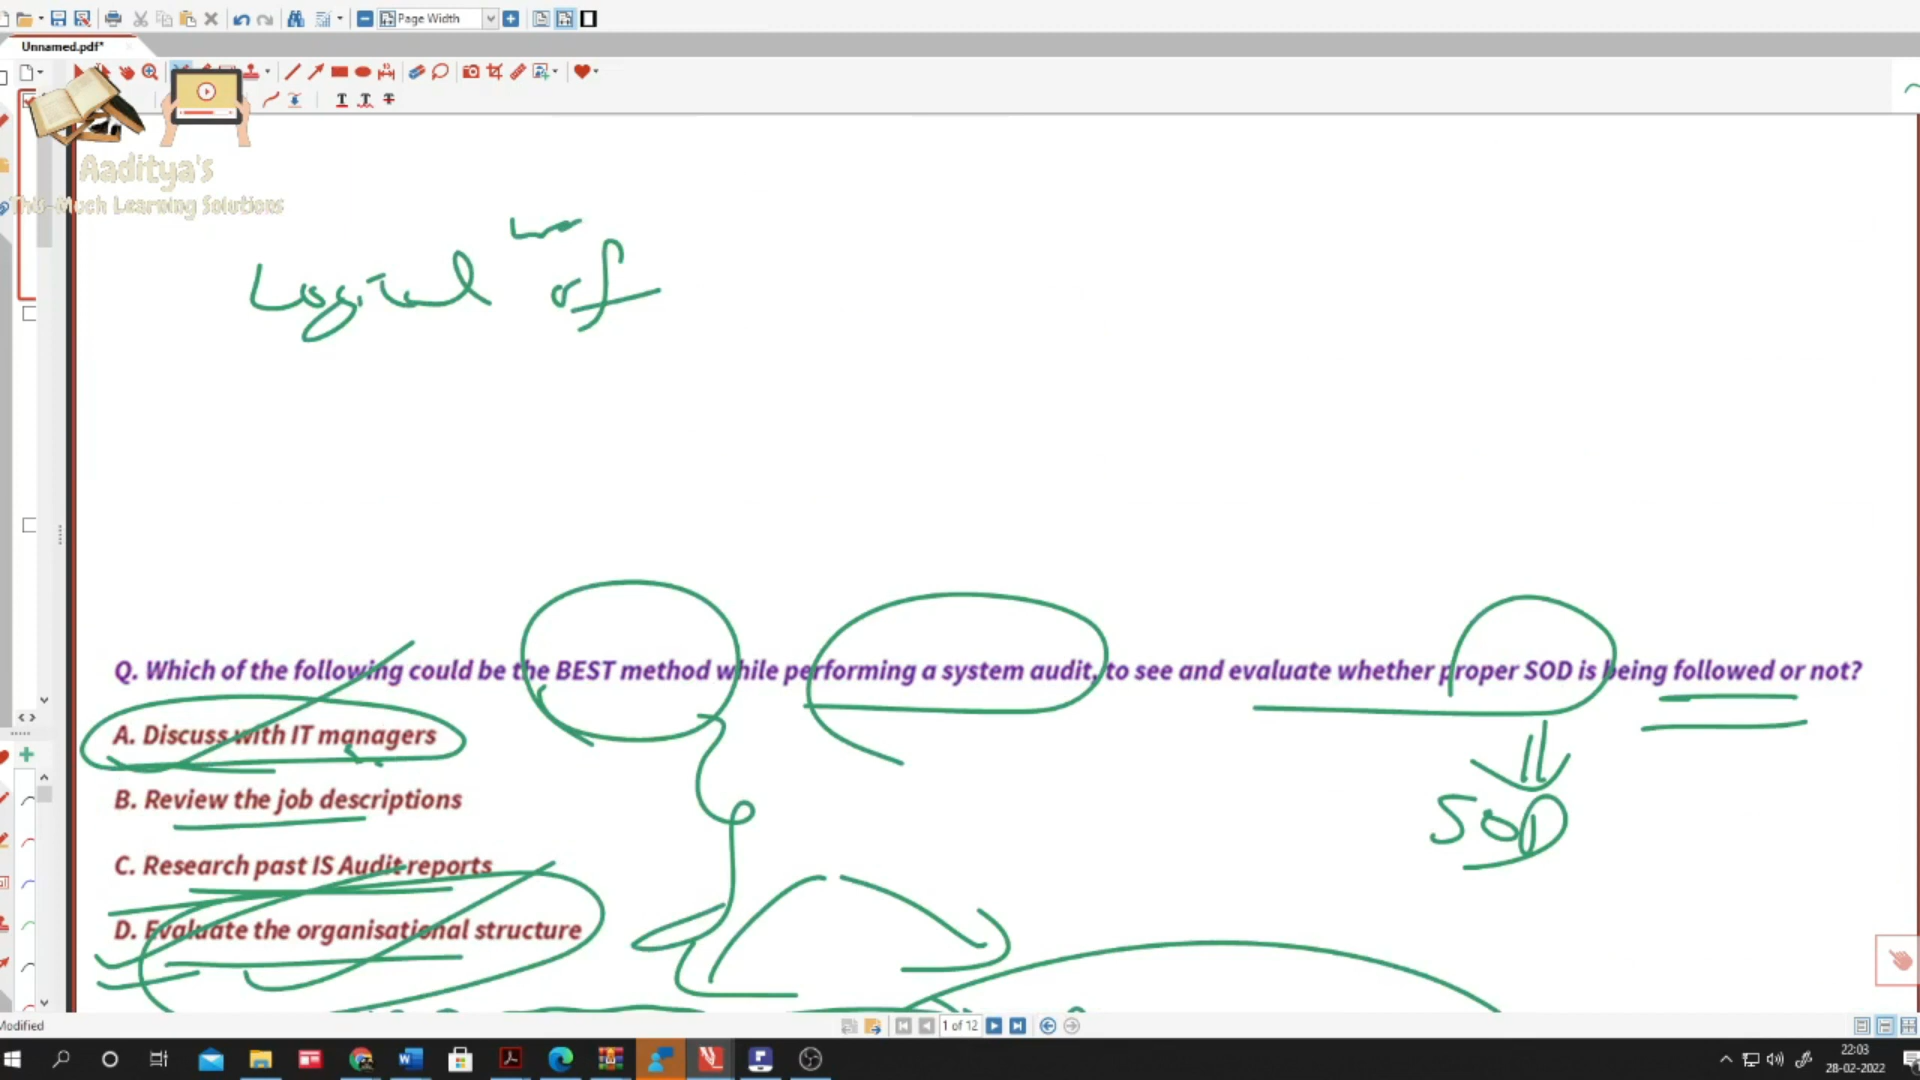 Page Width
Unnamed.pdf*
Aaditya's
This-Much Learning Solutions
Logical of
Q. Which of the following could be the BEST method while performing a system audit, to see and evaluate whether proper SOD is being followed or not?
A. Discuss with IT managers
B. Review the job descriptions
C. Research past IS Audit reports
D. Evaluate the organisational structure
SOD
Modified
1 of 12
22:03
28-02-2022